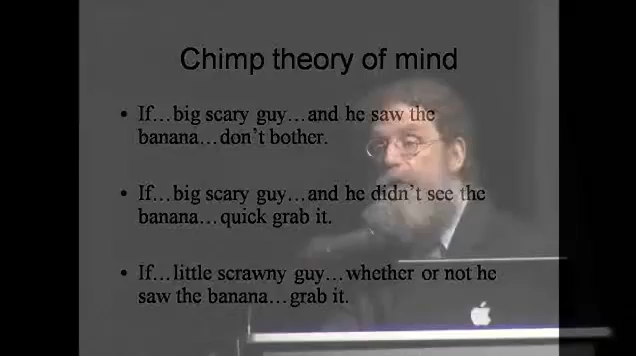 Chimp theory of mind
• If…big scary guy…and he saw the
banana…don't bother.
• If…big scary guy…and he didn't see the
banana…quick grab it.
• If…little scrawny guy…whether or not he
saw the banana…grab it.